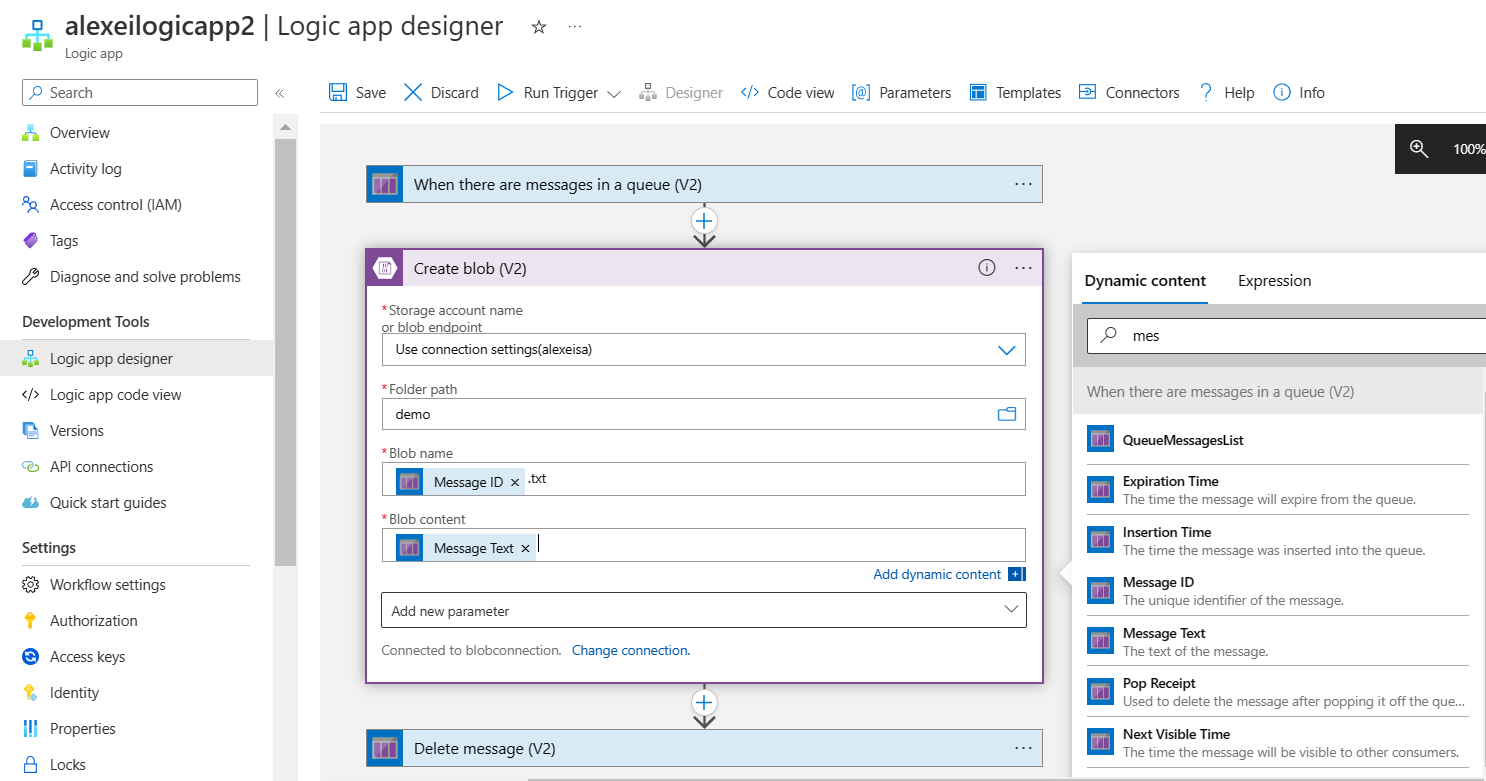 alexeilogicapp2 | Logic app designer ☆ ...
Logic app
Search «
Overview
Activity log
Access control (IAM)
Tags
Diagnose and solve problems
Development Tools
Logic app designer
Logic app code view
Versions
API connections
Quick start guides
Settings
Workflow settings
Authorization
Access keys
Identity
Properties
Locks
Save Discard Run Trigger Designer Code view Parameters Templates Connectors Help Info
100%
When there are messages in a queue (V2) ...
Create blob (V2) ...
*Storage account name
or blob endpoint
Use connection settings(alexeisa)
*Folder path
demo
*Blob name
Message ID × .txt
*Blob content
Message Text ×
Add dynamic content
Add new parameter
Connected to blobconnection. Change connection.
Delete message (V2) ...
Dynamic content Expression
mes
When there are messages in a queue (V2)
QueueMessagesList
Expiration Time
The time the message will expire from the queue.
Insertion Time
The time the message was inserted into the queue.
Message ID
The unique identifier of the message.
Message Text
The text of the message.
Pop Receipt
Used to delete the message after popping it off the que...
Next Visible Time
The time the message will be visible to other consumers.